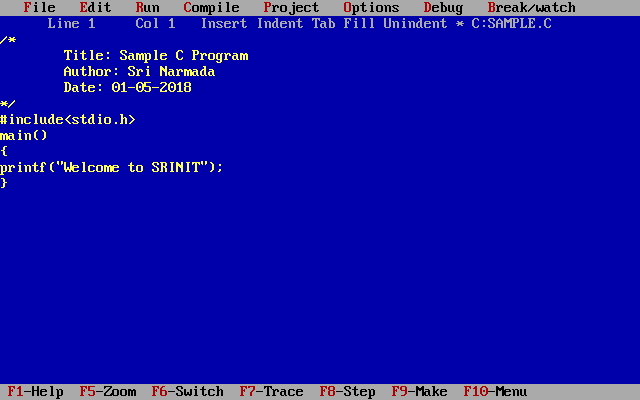 File Edit Run Compile Project Options Debug Break/watch
Line 1 Col 1 Insert Indent Tab Fill Unindent * C:SAMPLE.C
/*
Title: Sample C Program
Author: Sri Narmada
Date: 01-05-2018
*/
#include<stdio.h>
main()
{
printf("Welcome to SRINIT");
}
F1-Help F5-Zoom F6-Switch F7-Trace F8-Step F9-Make F10-Menu